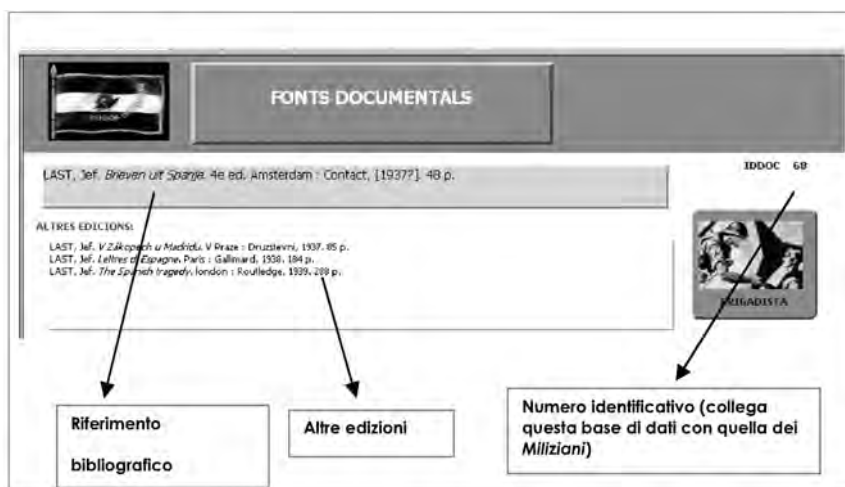 FONTS DOCUMENTALS
IDDOC 68
LAST, Jef. Brieven uit Spanje. 4e ed. Amsterdam : Contact, [1937?]. 48 p.
ALTRES EDICIONS:
LAST, Jef. V Zákopech u Madridu. V Praze : Druzstevni, 1937. 85 p.
LAST, Jef. Lettres d'Espagne. Paris : Gallimard, 1938. 184 p.
LAST, Jef. The Spanish tragedy. london : Routledge, 1939. 288 p.
BRIGADISTA
Riferimento
bibliografico
Altre edizioni
Numero identificativo (collega
questa base di dati con quella dei
Miliziani)